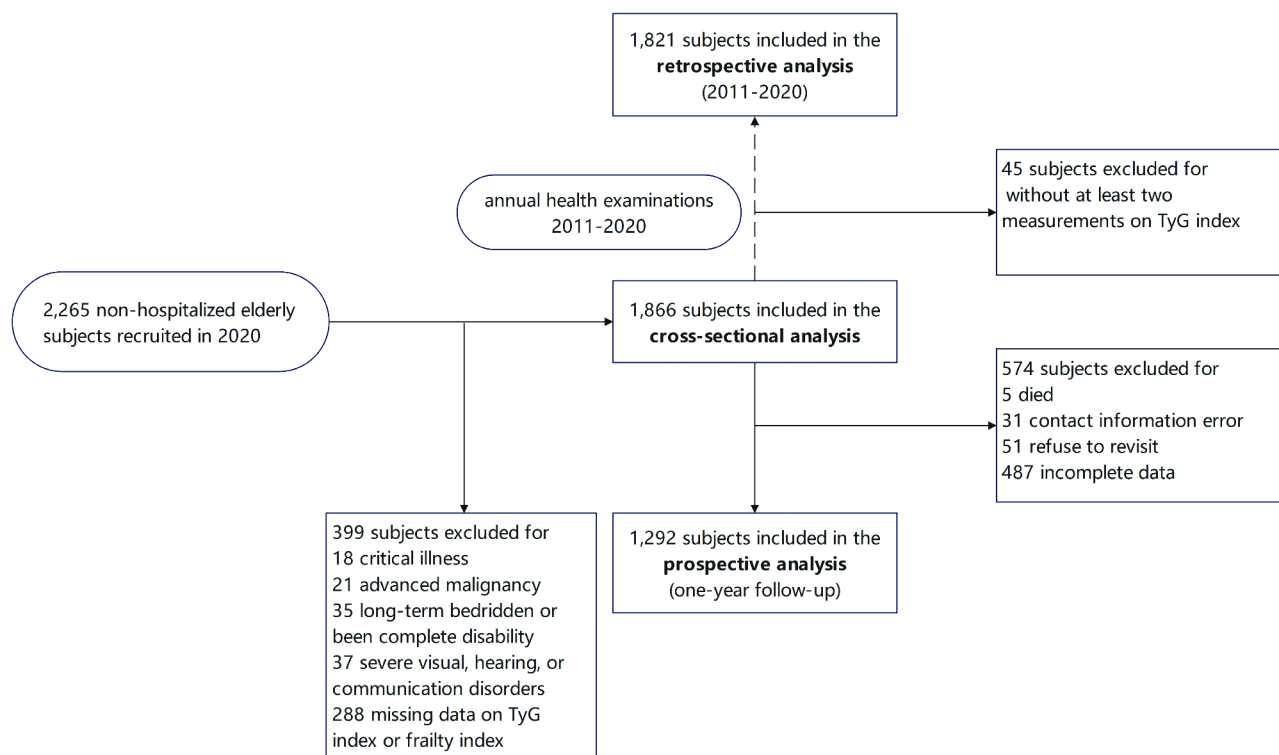 1,821 subjects included in the
retrospective analysis
(2011-2020)
45 subjects excluded for
without at least two
measurements on TyG index
annual health examinations
2011-2020
2,265 non-hospitalized elderly
subjects recruited in 2020
1,866 subjects included in the
cross-sectional analysis
574 subjects excluded for
5 died
31 contact information error
51 refuse to revisit
487 incomplete data
399 subjects excluded for
18 critical illness
21 advanced malignancy
35 long-term bedridden or
been complete disability
37 severe visual, hearing, or
communication disorders
288 missing data on TyG
index or frailty index
1,292 subjects included in the
prospective analysis
(one-year follow-up)